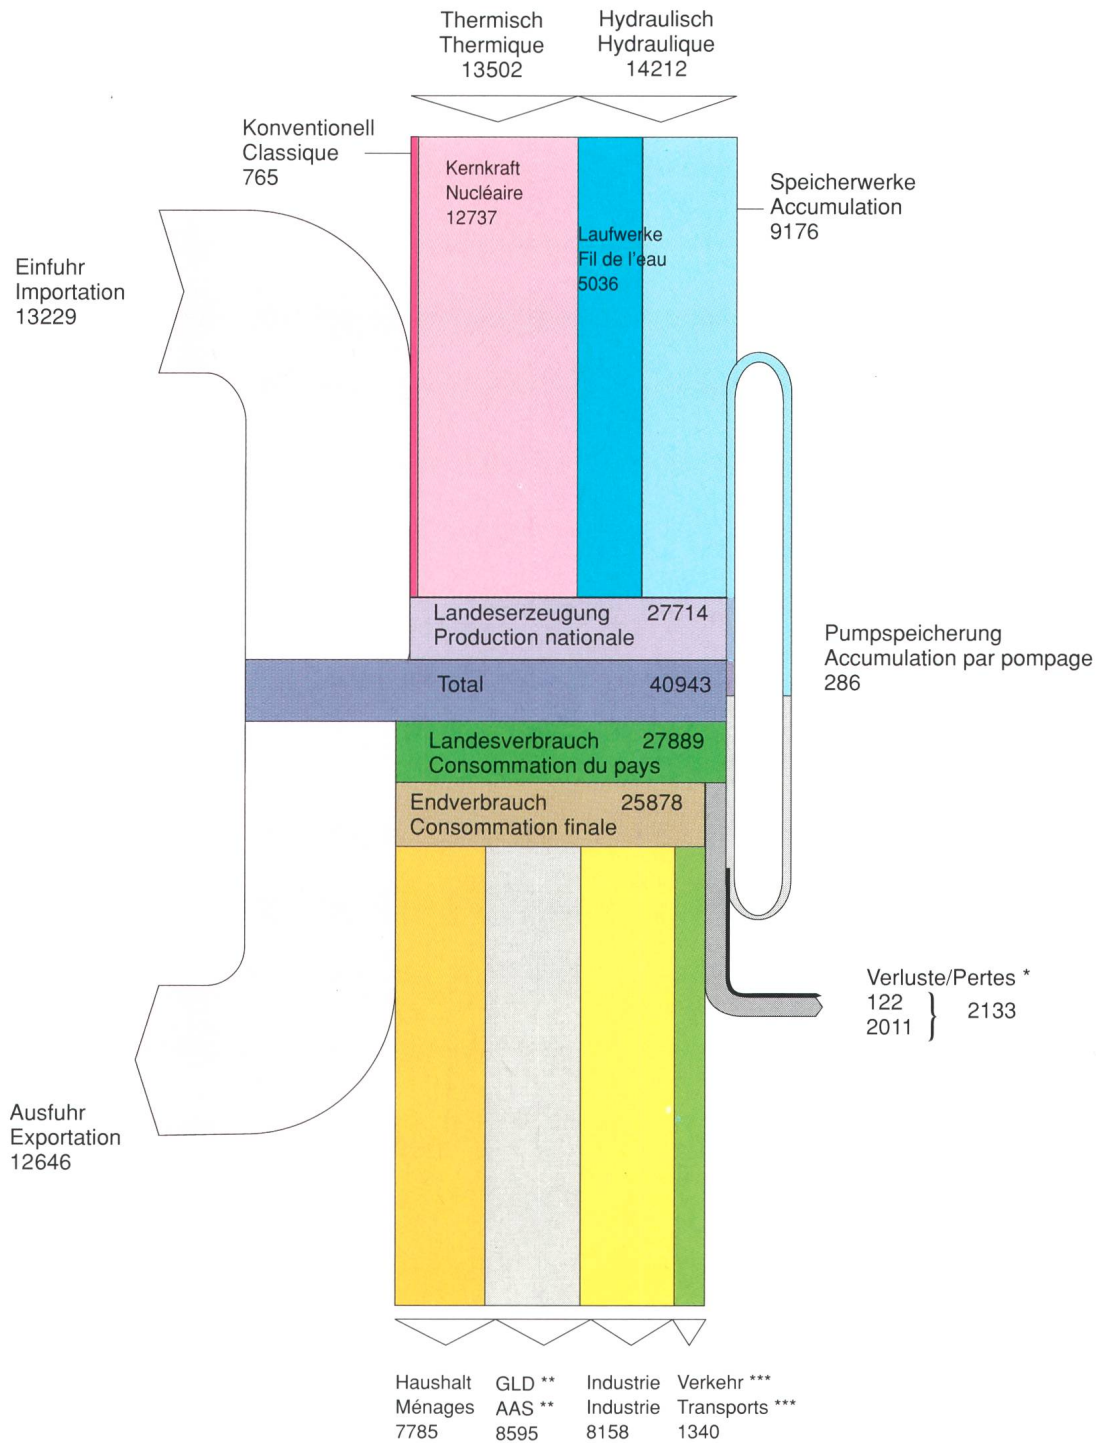 Thermisch
Thermique
13502
Hydraulisch
Hydraulique
14212
Konventionell
Classique
765
Kernkraft
Nucléaire
12737
Laufwerke
Fil de l'eau
5036
Speicherwerke
Accumulation
9176
Einfuhr
Importation
13229
Landeserzeugung 27714
Production nationale
Pumpspeicherung
Accumulation par pompage
286
Total 40943
Landesverbrauch 27889
Consommation du pays
Endverbrauch 25878
Consommation finale
Verluste/Pertes *
122
2011
} 2133
Ausfuhr
Exportation
12646
Haushalt
Ménages
7785
GLD **
AAS **
8595
Industrie
Industrie
8158
Verkehr ***
Transports ***
1340